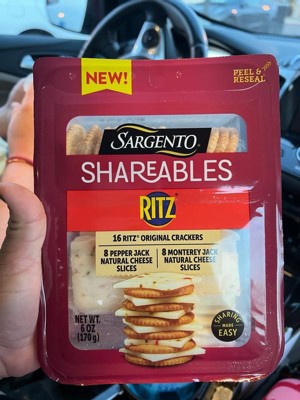 NEW!
PEEL &
RESEAL
SARGENTO®
SHAREABLES
RITZ
16 RITZ® ORIGINAL CRACKERS
8 PEPPER JACK
NATURAL CHEESE
SLICES
8 MONTEREY JACK
NATURAL CHEESE
SLICES
NET WT.
6 OZ
(170g)
SHARING
MADE
EASY